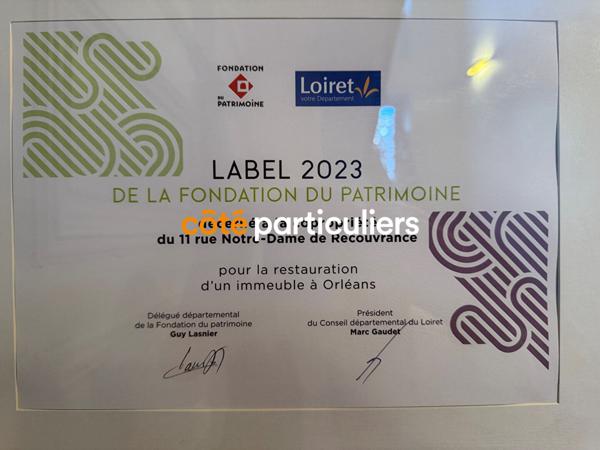 FONDATION
DU
PATRIMOINE
Loiret
votre Département
LABEL 2023
DE LA FONDATION DU PATRIMOINE
côté particuliers
du 11 rue Notre-Dame de Recouvrance
pour la restauration
d'un immeuble à Orléans
Délégué départemental
de la Fondation du patrimoine
Guy Lasnier
Président
du Conseil départemental du Loiret
Marc Gaudet